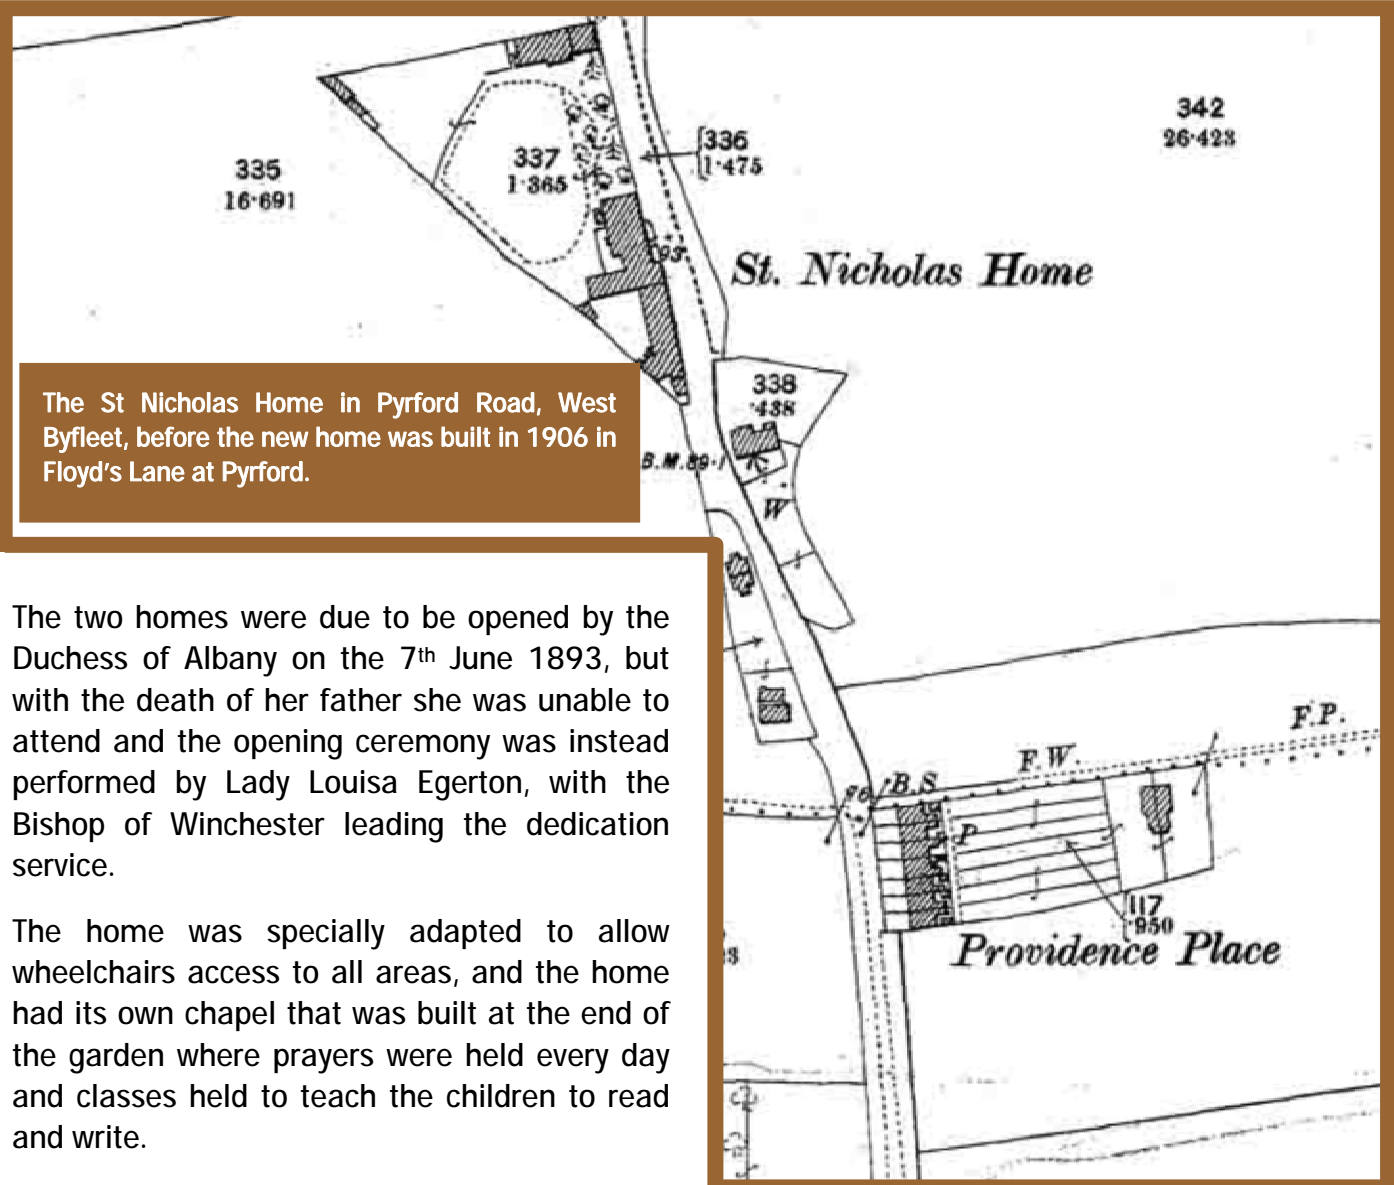 342
26·423
336
1·475
335
16·691
337
1·365
93
St. Nicholas Home
338
·438
The St Nicholas Home in Pyrford Road, West
Byfleet, before the new home was built in 1906 in
Floyd's Lane at Pyrford.
B.M.89·1
W
The two homes were due to be opened by the
Duchess of Albany on the 7th June 1893, but
with the death of her father she was unable to
attend and the opening ceremony was instead
performed by Lady Louisa Egerton, with the
Bishop of Winchester leading the dedication
service.
The home was specially adapted to allow
wheelchairs access to all areas, and the home
had its own chapel that was built at the end of
the garden where prayers were held every day
and classes held to teach the children to read
and write.
F.P.
F.W.
B.S.
P
117
·950
Providence Place